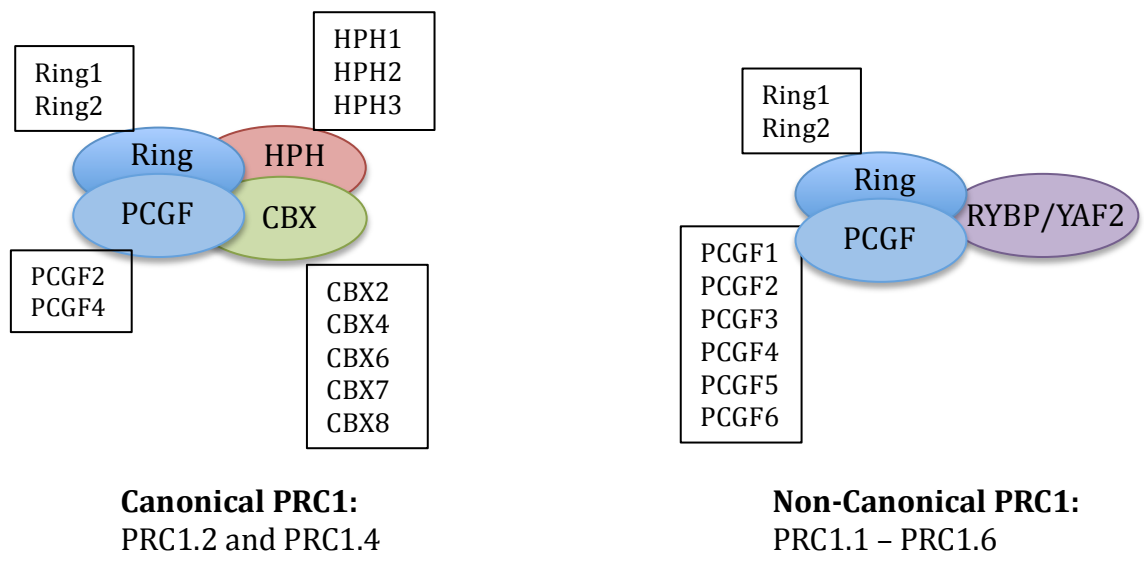 HPH1
HPH2
HPH3
Ring1
Ring2
Ring
HPH
PCGF
CBX
PCGF2
PCGF4
CBX2
CBX4
CBX6
CBX7
CBX8
Canonical PRC1:
PRC1.2 and PRC1.4
Ring1
Ring2
Ring
PCGF
RYBP/YAF2
PCGF1
PCGF2
PCGF3
PCGF4
PCGF5
PCGF6
Non-Canonical PRC1:
PRC1.1 – PRC1.6